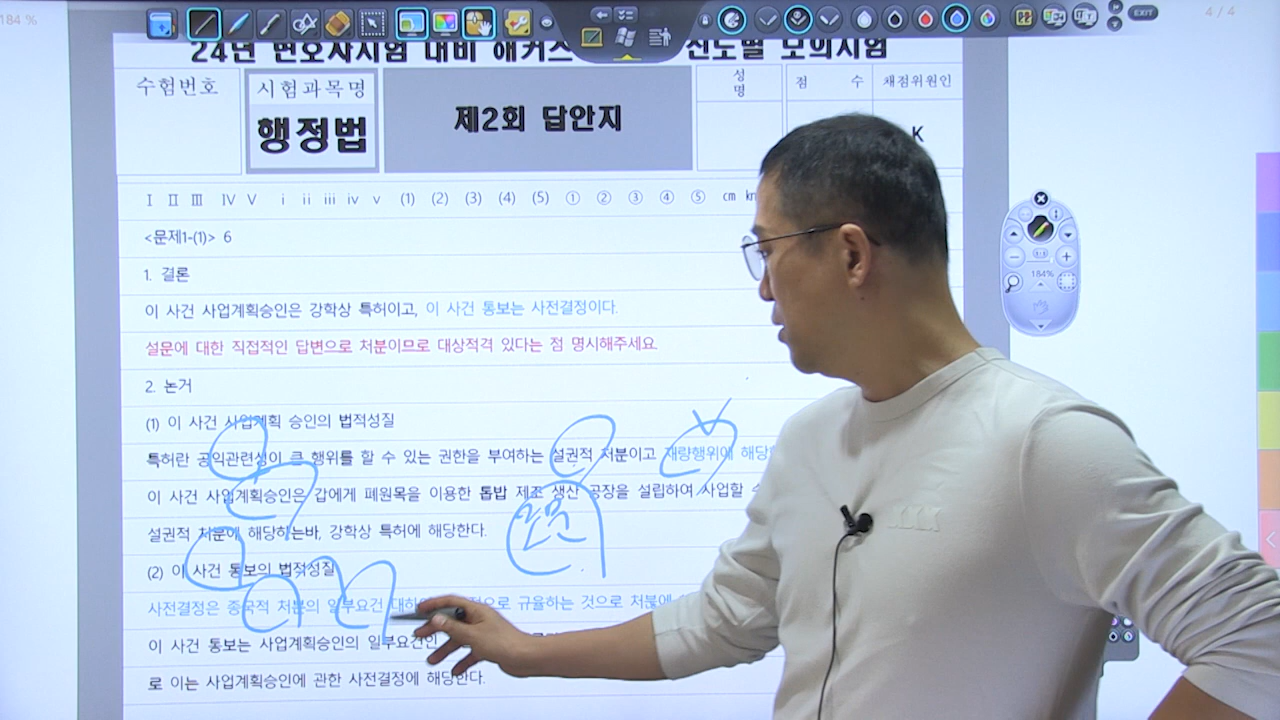 184 %
4 / 4
EXIT
24년 변호사시험 대비 해커스 진도별 모의시험
수험번호
시험과목명
행정법
제2회 답안지
성명
점 수
채점위원인
K
Ⅰ Ⅱ Ⅲ Ⅳ Ⅴ ⅰ ⅱ ⅲ ⅳ ⅴ (1) (2) (3) (4) (5) ① ② ③ ④ ⑤ ㎝
184%
<문제1-(1)> 6
1. 결론
이 사건 사업계획승인은 강학상 특허이고, 이 사건 통보는 사전결정이다.
설문에 대한 직접적인 답변으로 처분이므로 대상적격 있다는 점 명시해주세요.
2. 논거
(1) 이 사건 사업계획 승인의 법적성질
특허란 공익관련성이 큰 행위를 할 수 있는 권한을 부여하는 설권적 처분이고 재량행위에
이 사건 사업계획승인은 갑에게 폐원목을 이용한 톱밥 제조 생산 공장을 설립하여 사업할
설권적 처분에 해당하는바, 강학상 특허에 해당한다.
(2) 이 사건 통보의 법적성질
사전결정은 종국적 처분의 일부요건 으로 규율하는 것으로 처분에
이 사건 통보는 사업계획승인의 일부요건인
로 이는 사업계획승인에 관한 사전결정에 해당한다.